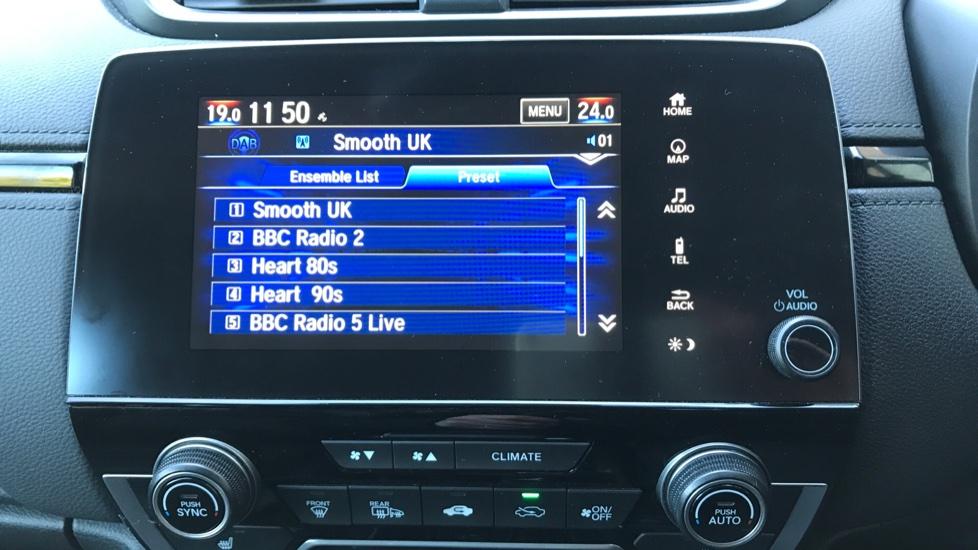 19.0 11 50 MENU 24.0
DAB Smooth UK 01
Ensemble List Preset
1 Smooth UK
2 BBC Radio 2
3 Heart 80s
4 Heart 90s
5 BBC Radio 5 Live
HOME
MAP
AUDIO
TEL
BACK
VOL
AUDIO
CLIMATE
PUSH
SYNC
FRONT
REAR
ON/
OFF
PUSH
AUTO